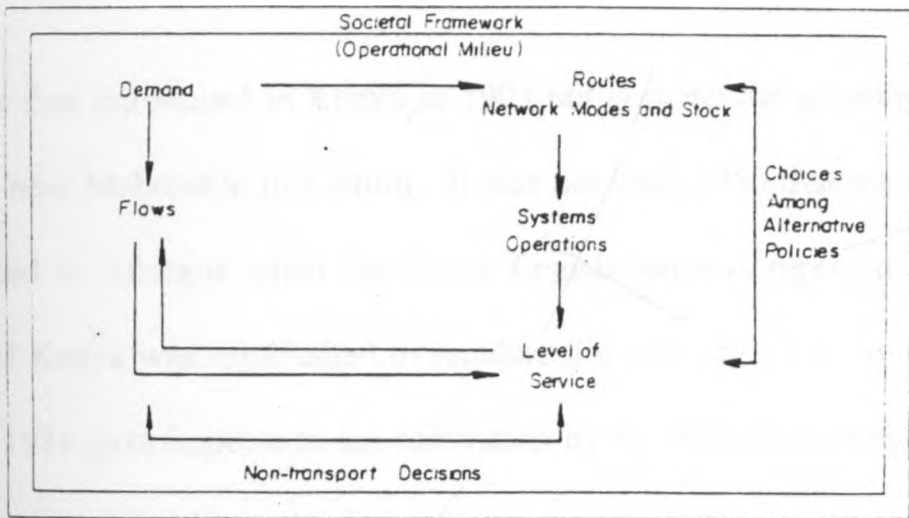 Societal Framework
(Operational Milieu)
Demand
Routes
Network Modes and Stock
Choices
Among
Alternative
Policies
Flows
Systems
Operations
Level of
Service
Non-transport Decisions